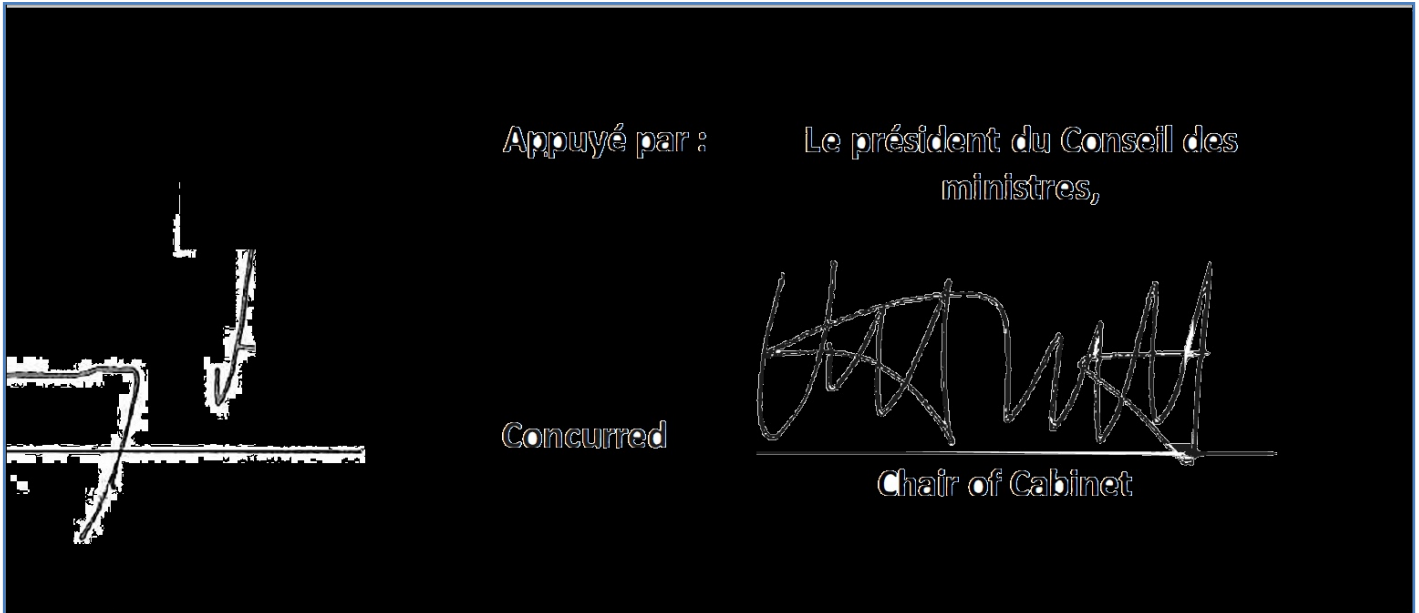 Appuyé par :
Le président du Conseil des
ministres,
Concurred
Chair of Cabinet